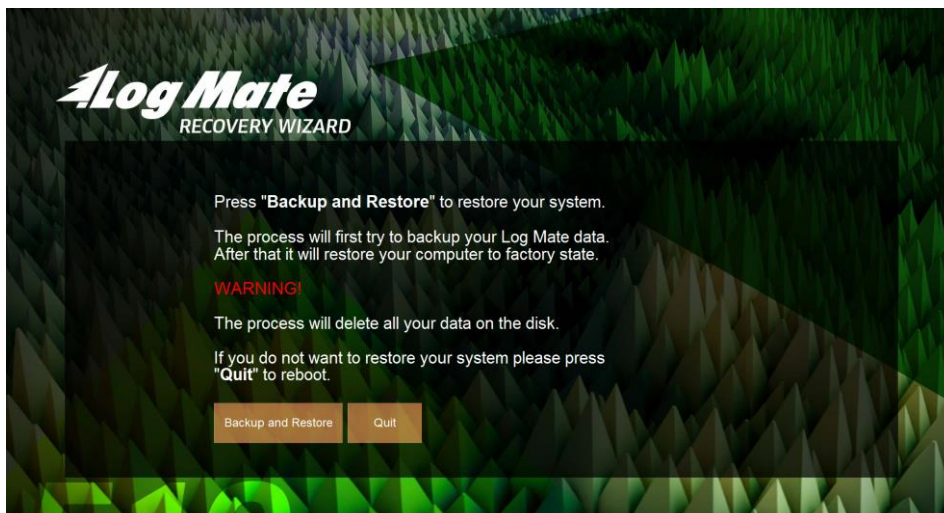 Log Mate
RECOVERY WIZARD
Press "Backup and Restore" to restore your system.
The process will first try to backup your Log Mate data.
After that it will restore your computer to factory state.
WARNING!
The process will delete all your data on the disk.
If you do not want to restore your system please press
"Quit" to reboot.
Backup and Restore
Quit